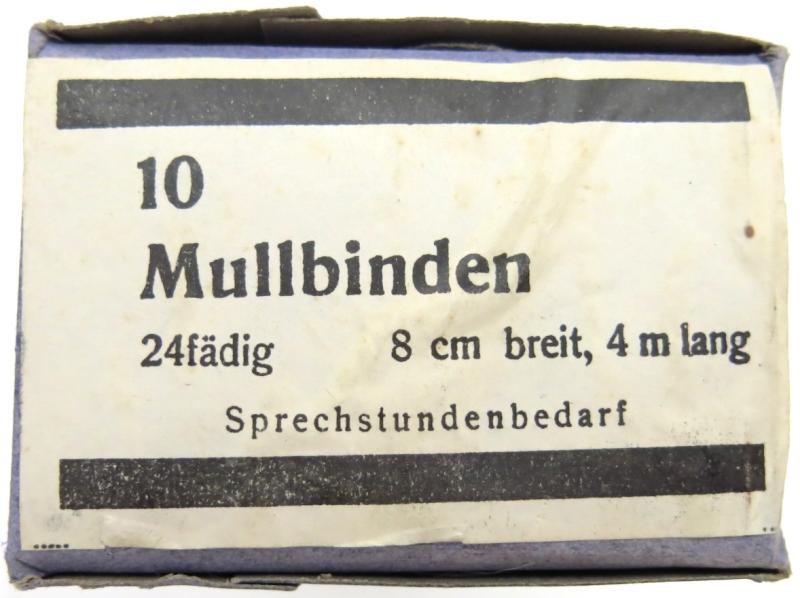 10
Mullbinden
24fädig 8 cm breit, 4 m lang
Sprechstundenbedarf